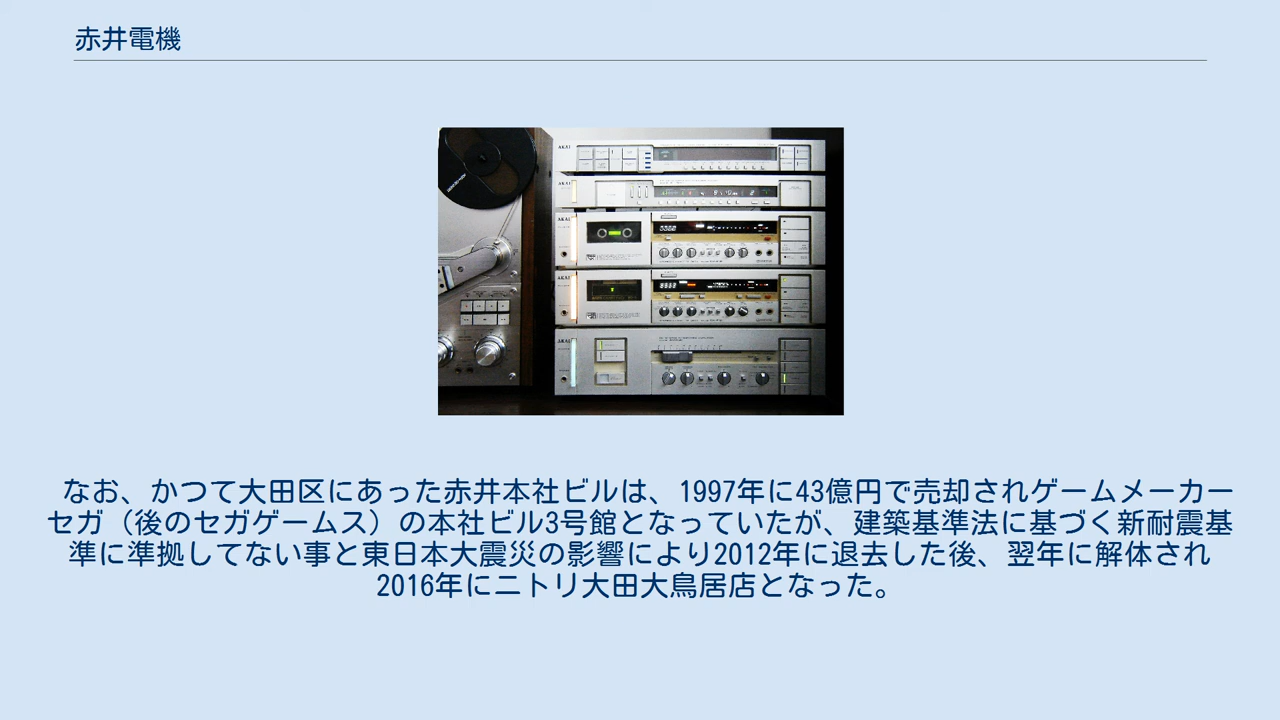 赤井電機
AKAI
AKAI
AKAI
AKAI
AKAI
なお、かつて大田区にあった赤井本社ビルは、1997年に43億円で売却されゲームメーカー
セガ（後のセガゲームス）の本社ビル3号館となっていたが、建築基準法に基づく新耐震基
準に準拠してない事と東日本大震災の影響により2012年に退去した後、翌年に解体され
2016年にニトリ大田大鳥居店となった。